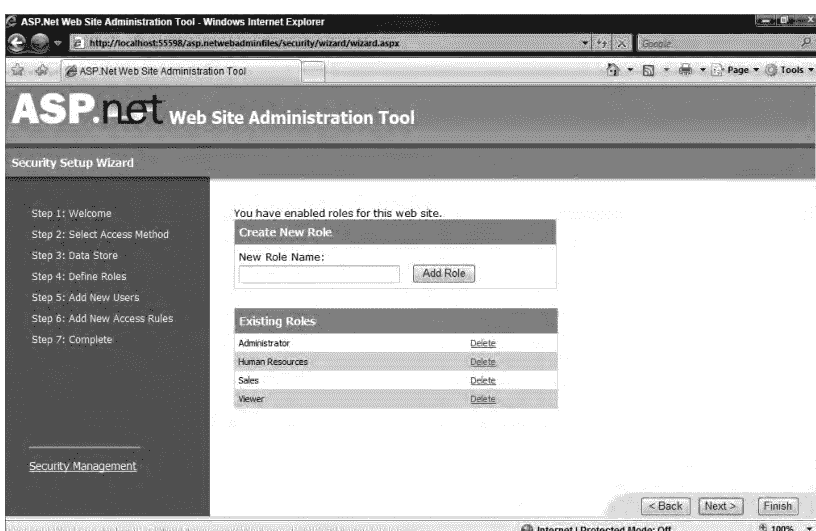 ASP.Net Web Site Administration Tool - Windows Internet Explorer
http://localhost:55598/asp.netwebadminfiles/security/wizard/wizard.aspx
Google
ASP.Net Web Site Administration Tool
Page
Tools
ASP.net Web Site Administration Tool
Security Setup Wizard
Step 1: Welcome
Step 2: Select Access Method
Step 3: Data Store
Step 4: Define Roles
Step 5: Add New Users
Step 6: Add New Access Rules
Step 7: Complete
Security Management
You have enabled roles for this web site.
Create New Role
New Role Name:
Add Role
Existing Roles
Administrator Delete
Human Resources Delete
Sales Delete
Viewer Delete
< Back
Next >
Finish
Internet | Protected Mode: Off
100%